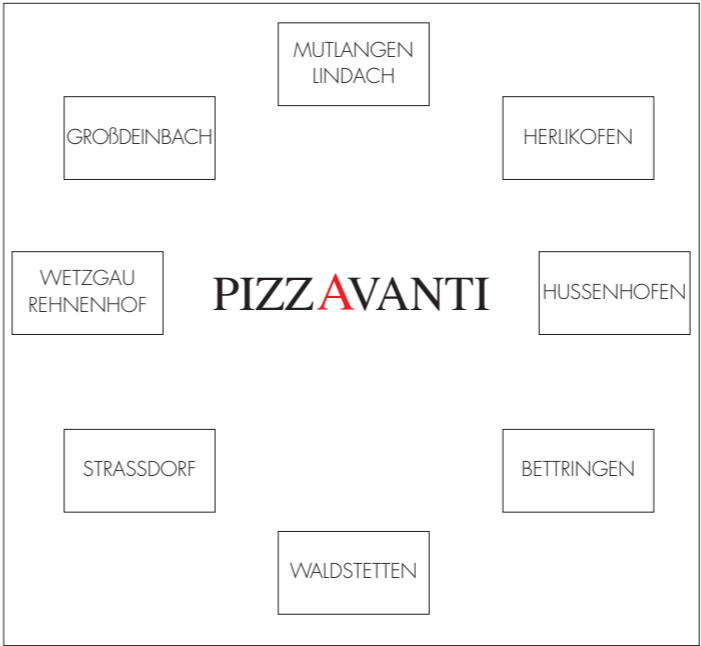 MUTLANGEN
LINDACH
GROßDEINBACH
HERLIKOFEN
WETZGAU
REHNENHOF
PIZZAVANTI
HUSSENHOFEN
STRASSDORF
BETTRINGEN
WALDSTETTEN